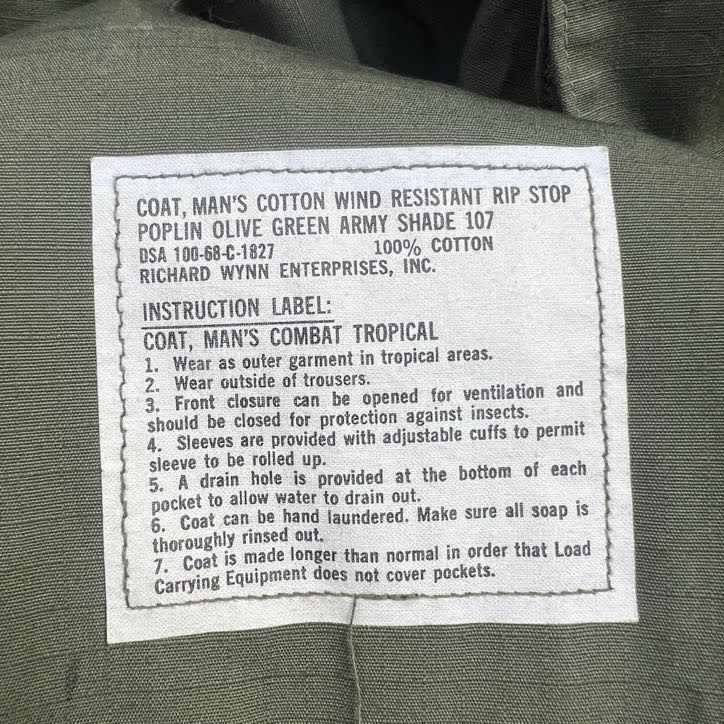 COAT, MAN'S COTTON WIND RESISTANT RIP STOP
POPLIN OLIVE GREEN ARMY SHADE 107
DSA 100-68-C-1827 100% COTTON
RICHARD WYNN ENTERPRISES, INC.
INSTRUCTION LABEL:
COAT, MAN'S COMBAT TROPICAL
1. Wear as outer garment in tropical areas.
2. Wear outside of trousers.
3. Front closure can be opened for ventilation and
should be closed for protection against insects.
4. Sleeves are provided with adjustable cuffs to permit
sleeve to be rolled up.
5. A drain hole is provided at the bottom of each
pocket to allow water to drain out.
6. Coat can be hand laundered. Make sure all soap is
thoroughly rinsed out.
7. Coat is made longer than normal in order that Load
Carrying Equipment does not cover pockets.